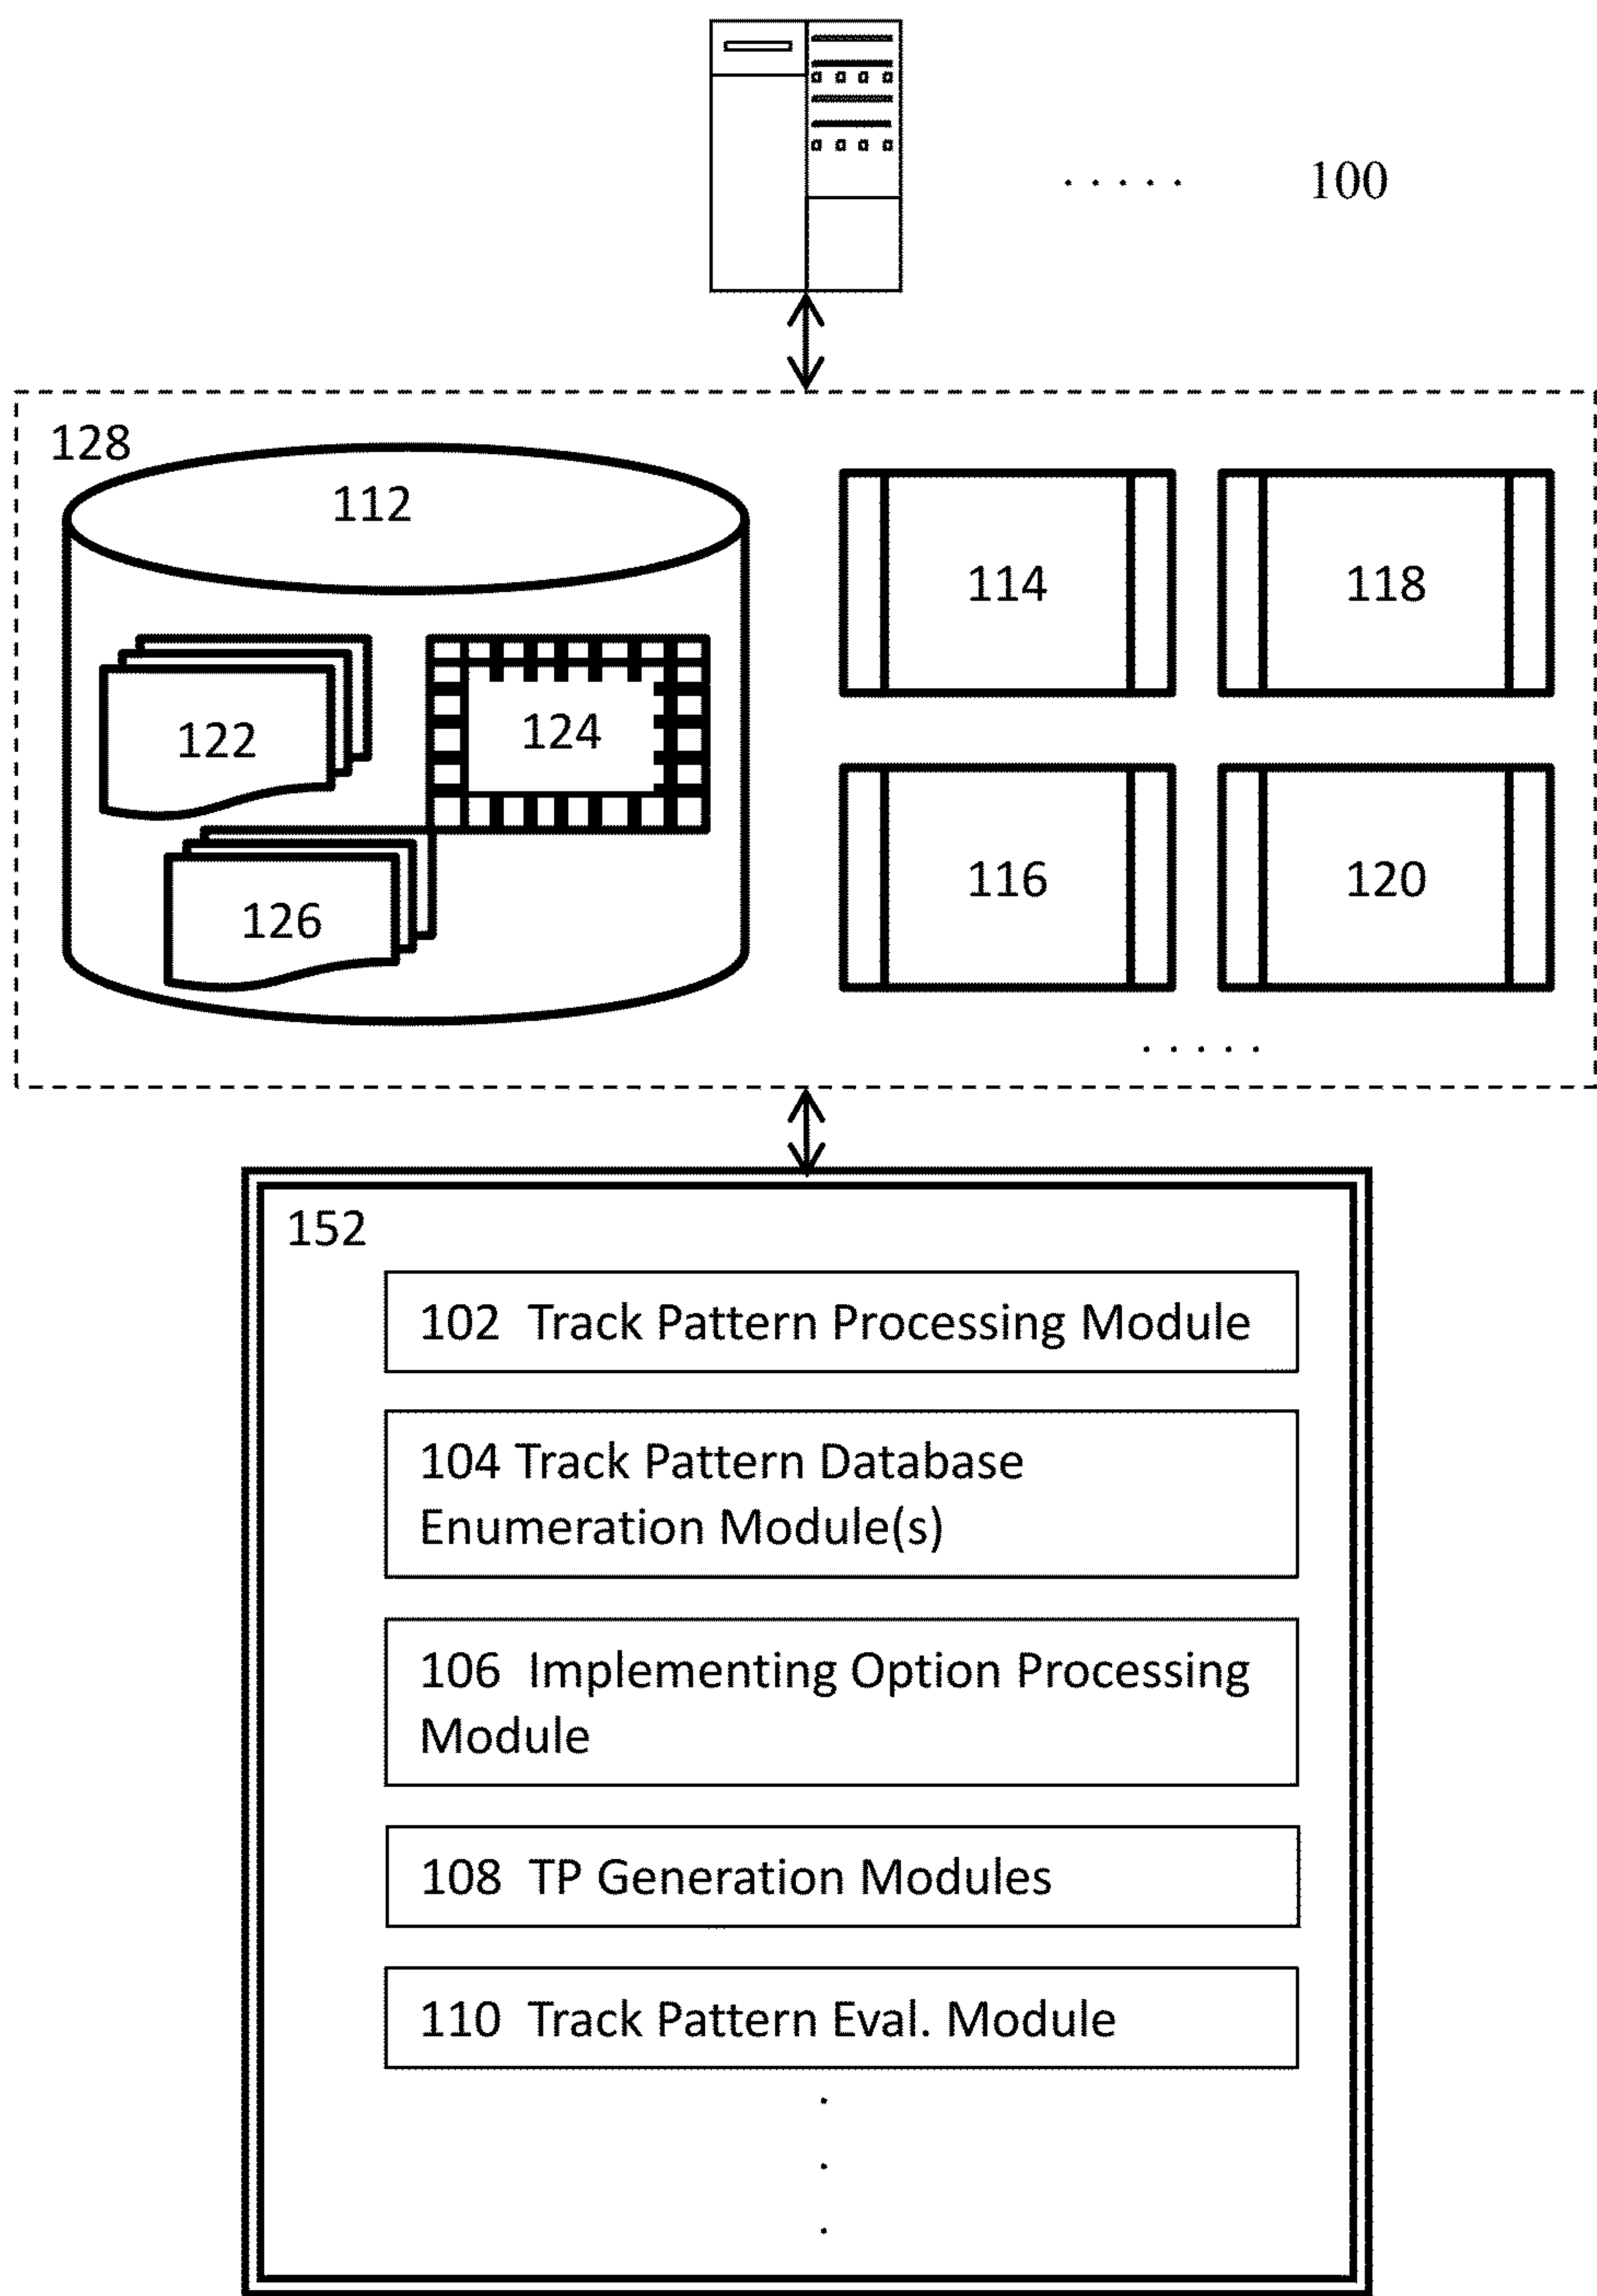 ..... 100
128
112
114
118
122
124
116
120
126
.....
152
102 Track Pattern Processing Module
104 Track Pattern Database
Enumeration Module(s)
106 Implementing Option Processing
Module
108 TP Generation Modules
110 Track Pattern Eval. Module
.
.
.